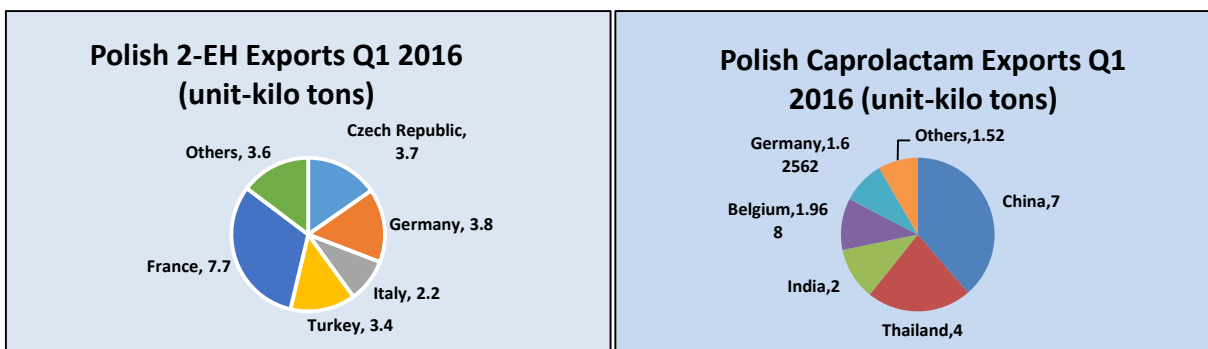 Polish 2-EH Exports Q1 2016
(unit-kilo tons)
Czech Republic,
3.7
Others, 3.6
Germany, 3.8
France, 7.7
Italy, 2.2
Turkey, 3.4
Polish Caprolactam Exports Q1
2016 (unit-kilo tons)
Germany,1.6
2562
Others,1.52
China,7
Belgium,1.96
8
India,2
Thailand,4